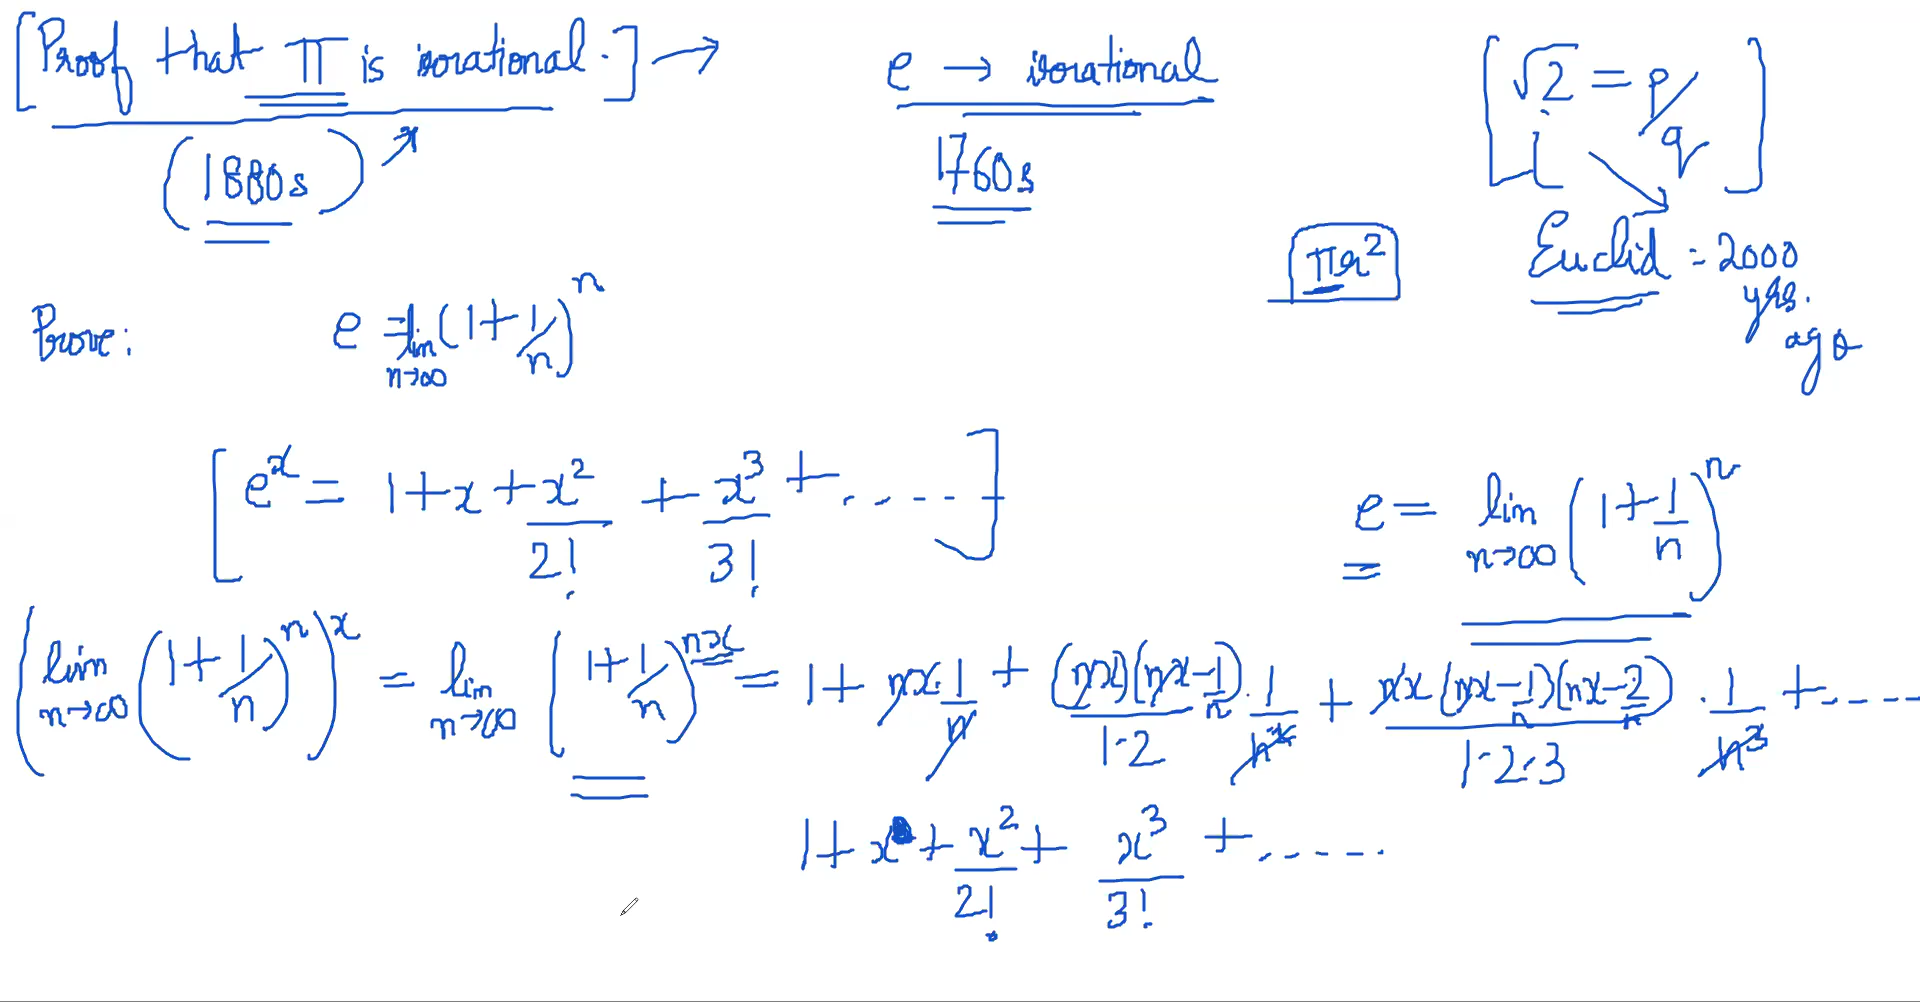 [Proof that π is irrational.] → e → irrational [√2 = p/q]
(1880s) 1760s
πr² Euclid = 2000 yrs. ago
Prove: e = lim n→∞ (1 + 1/n)^n
[e^x = 1 + x + x²/2! + x³/3! + .....] e = lim n→∞ (1 + 1/n)^n
=
(lim n→∞ (1 + 1/n)^n)^x = lim n→∞ (1 + 1/n)^nx = 1 + nx · 1/n + (nx)(nx - 1/n)/1·2 · 1/n² + nx(nx - 1/n)(nx - 2/n)/1·2·3 · 1/n³ + .....
1 + x + x²/2! + x³/3! + ......